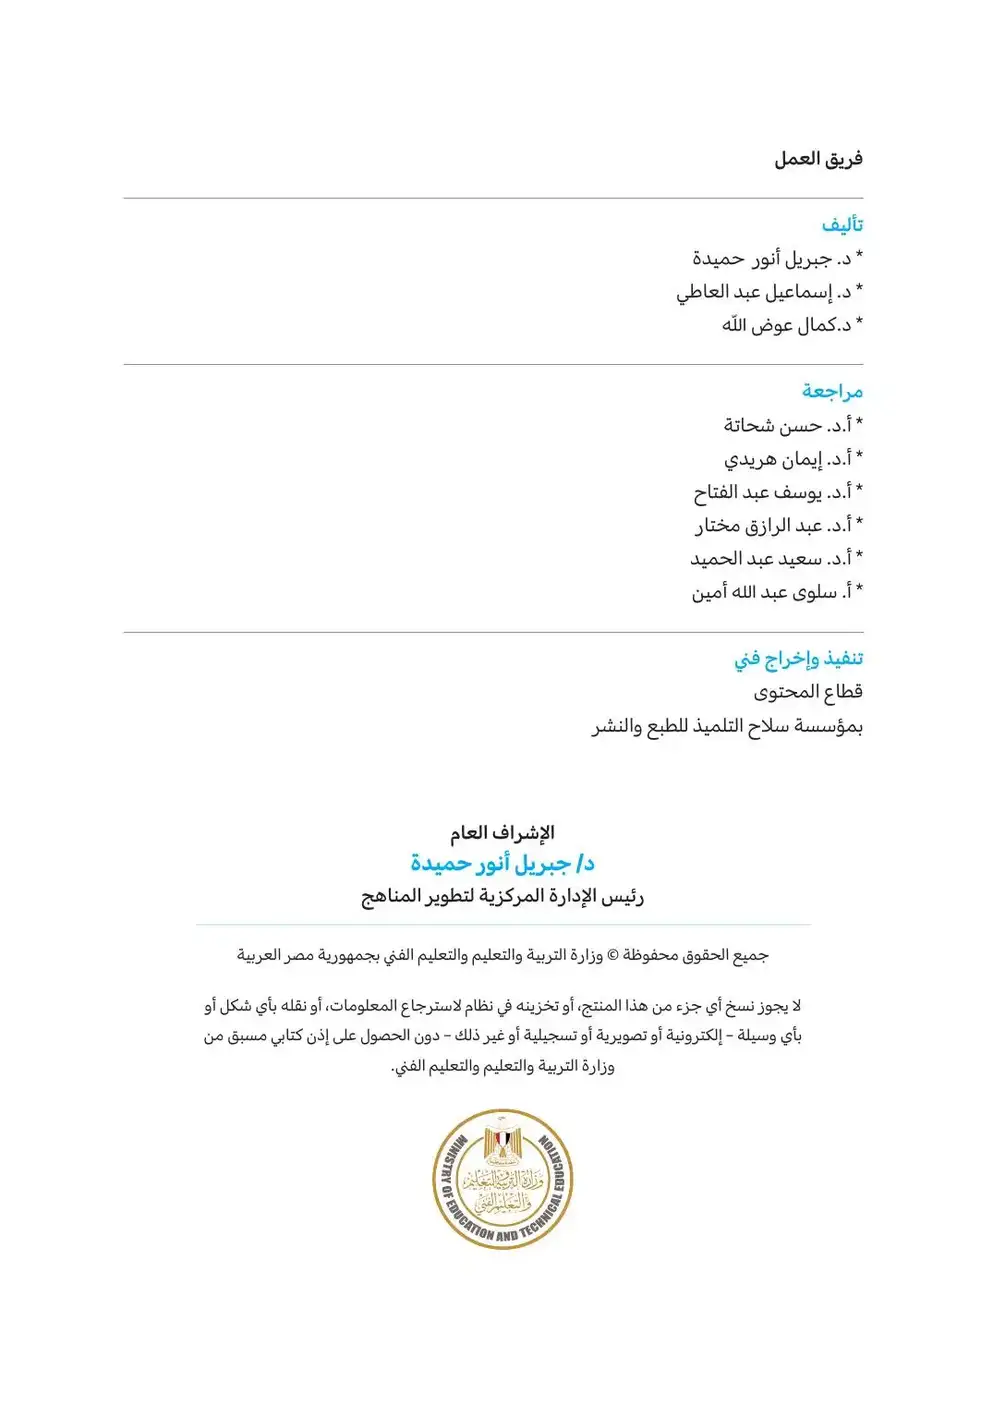 فريق العمل
تأليف
* د. جبريل أنور حميدة
* د. إسماعيل عبد العاطي
* د.كمال عوض اللّه
مراجعة
* أ.د. حسن شحاتة
* أ.د. إيمان هريدي
* أ.د. يوسف عبد الفتاح
* أ.د. عبد الرازق مختار
* أ.د. سعيد عبد الحميد
* أ. سلوى عبد الله أمين
تنفيذ وإخراج فني
قطاع المحتوى
بمؤسسة سلاح التلميذ للطبع والنشر
الإشراف العام
د/ جبريل أنور حميدة
رئيس الإدارة المركزية لتطوير المناهج
جميع الحقوق محفوظة © وزارة التربية والتعليم والتعليم الفني بجمهورية مصر العربية
لا يجوز نسخ أي جزء من هذا المنتج، أو تخزينه في نظام لاسترجاع المعلومات، أو نقله بأي شكل أو
بأي وسيلة – إلكترونية أو تصويرية أو تسجيلية أو غير ذلك – دون الحصول على إذن كتابي مسبق من
وزارة التربية والتعليم والتعليم الفني.
وزارة التربية والتعليم
والتعليم الفني
MINISTRY OF EDUCATION AND TECHNICAL EDUCATION